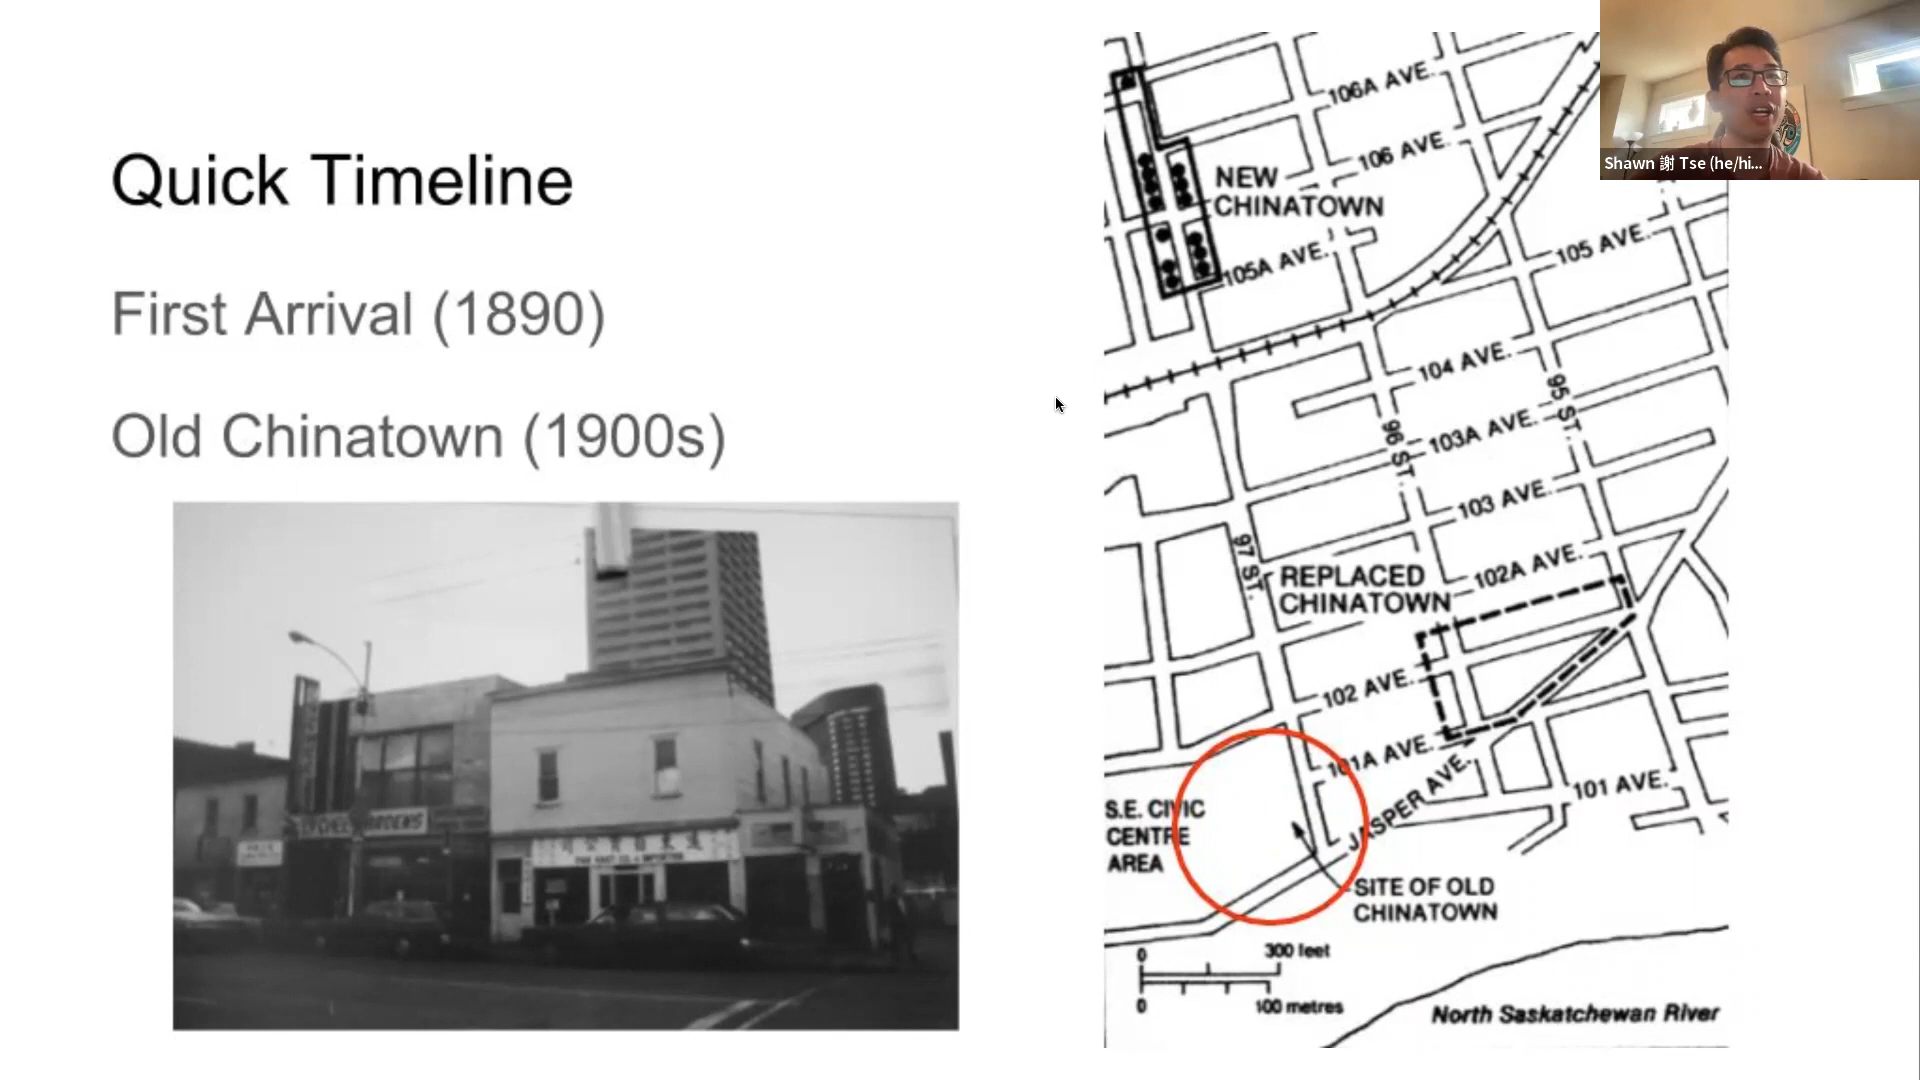 Quick Timeline
First Arrival (1890)
Old Chinatown (1900s)
106A AVE.
106 AVE.
NEW
CHINATOWN
105A AVE.
105 AVE.
104 AVE.
95 ST.
96 ST.
103A AVE.
103 AVE.
97 ST.
102A AVE.
REPLACED
CHINATOWN
102 AVE.
101A AVE.
JASPER AVE.
101 AVE.
S.E. CIVIC
CENTRE
AREA
SITE OF OLD
CHINATOWN
0 300 feet
0 100 metres
North Saskatchewan River
Shawn 謝 Tse (he/hi...